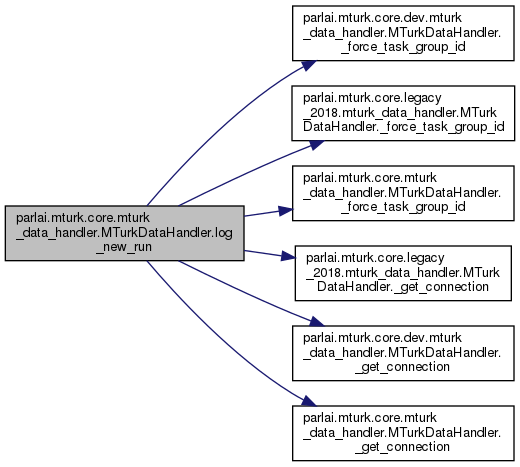 parlai.mturk.core.mturk
_data_handler.MTurkDataHandler.log
_new_run
parlai.mturk.core.dev.mturk
_data_handler.MTurkDataHandler.
_force_task_group_id
parlai.mturk.core.legacy
_2018.mturk_data_handler.MTurk
DataHandler._force_task_group_id
parlai.mturk.core.mturk
_data_handler.MTurkDataHandler.
_force_task_group_id
parlai.mturk.core.legacy
_2018.mturk_data_handler.MTurk
DataHandler._get_connection
parlai.mturk.core.dev.mturk
_data_handler.MTurkDataHandler.
_get_connection
parlai.mturk.core.mturk
_data_handler.MTurkDataHandler.
_get_connection